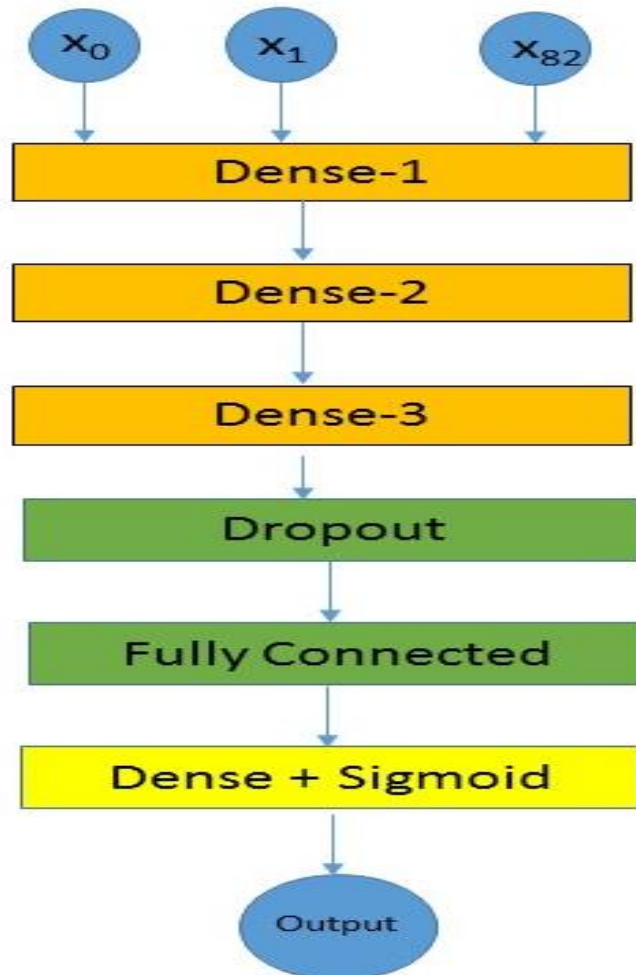 x₀ x₁ x₈₂
Dense-1
Dense-2
Dense-3
Dropout
Fully Connected
Dense + Sigmoid
Output